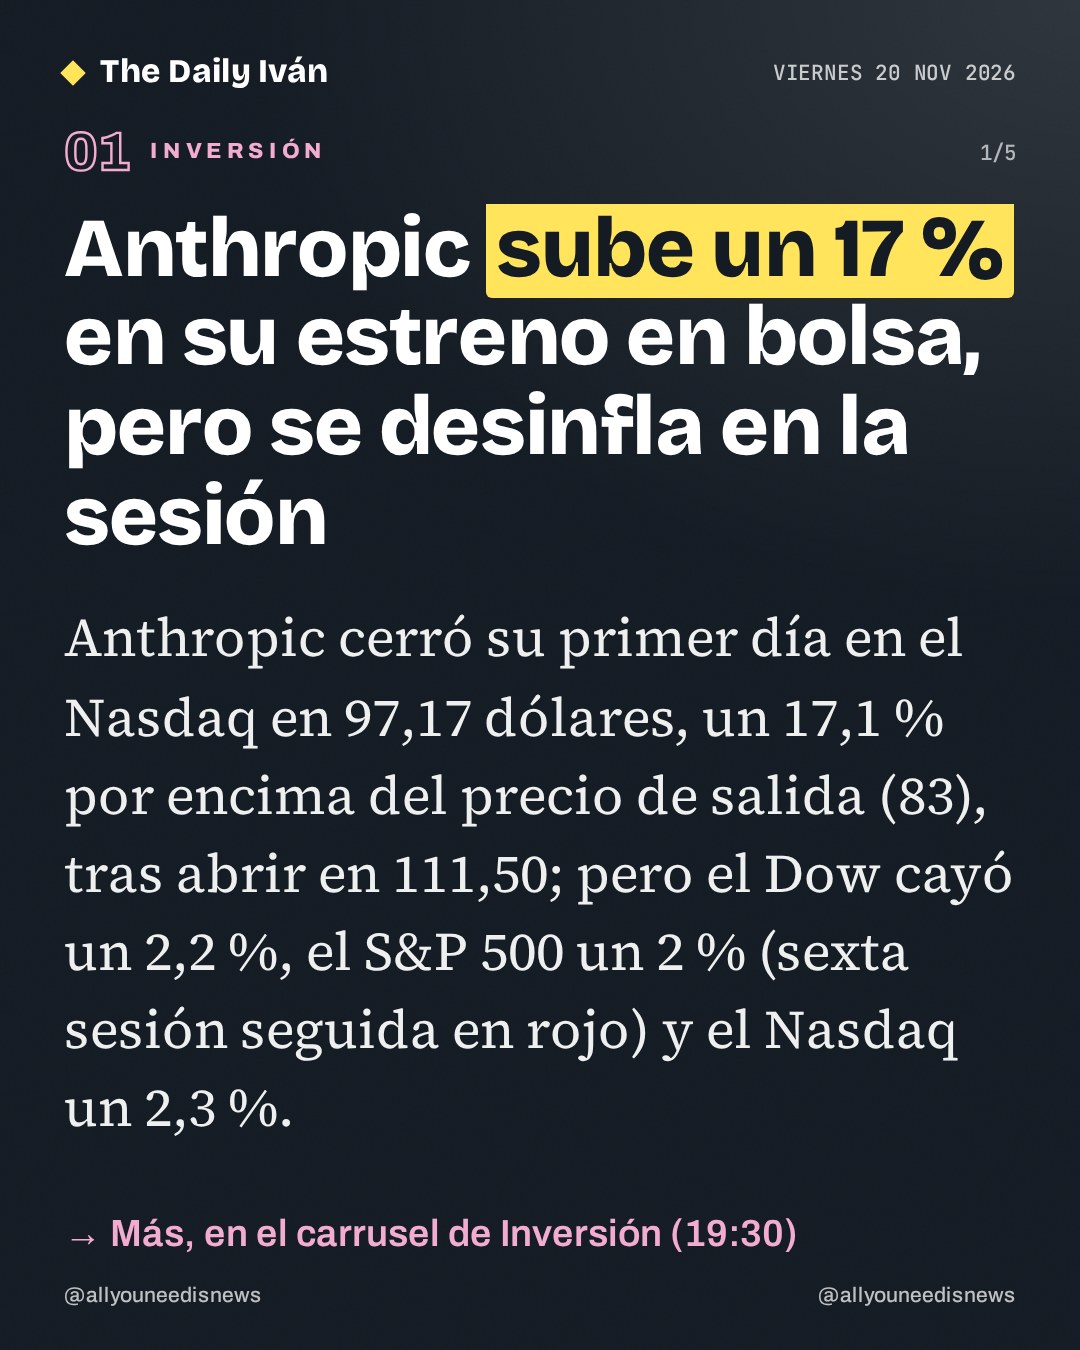 The Daily Iván
VIERNES 20 NOV 2026
01 INVERSIÓN
1/5
Anthropic sube un 17 %
en su estreno en bolsa,
pero se desinfla en la
sesión
Anthropic cerró su primer día en el
Nasdaq en 97,17 dólares, un 17,1 %
por encima del precio de salida (83),
tras abrir en 111,50; pero el Dow cayó
un 2,2 %, el S&P 500 un 2 % (sexta
sesión seguida en rojo) y el Nasdaq
un 2,3 %.
→ Más, en el carrusel de Inversión (19:30)
@allyouneedisnews
@allyouneedisnews